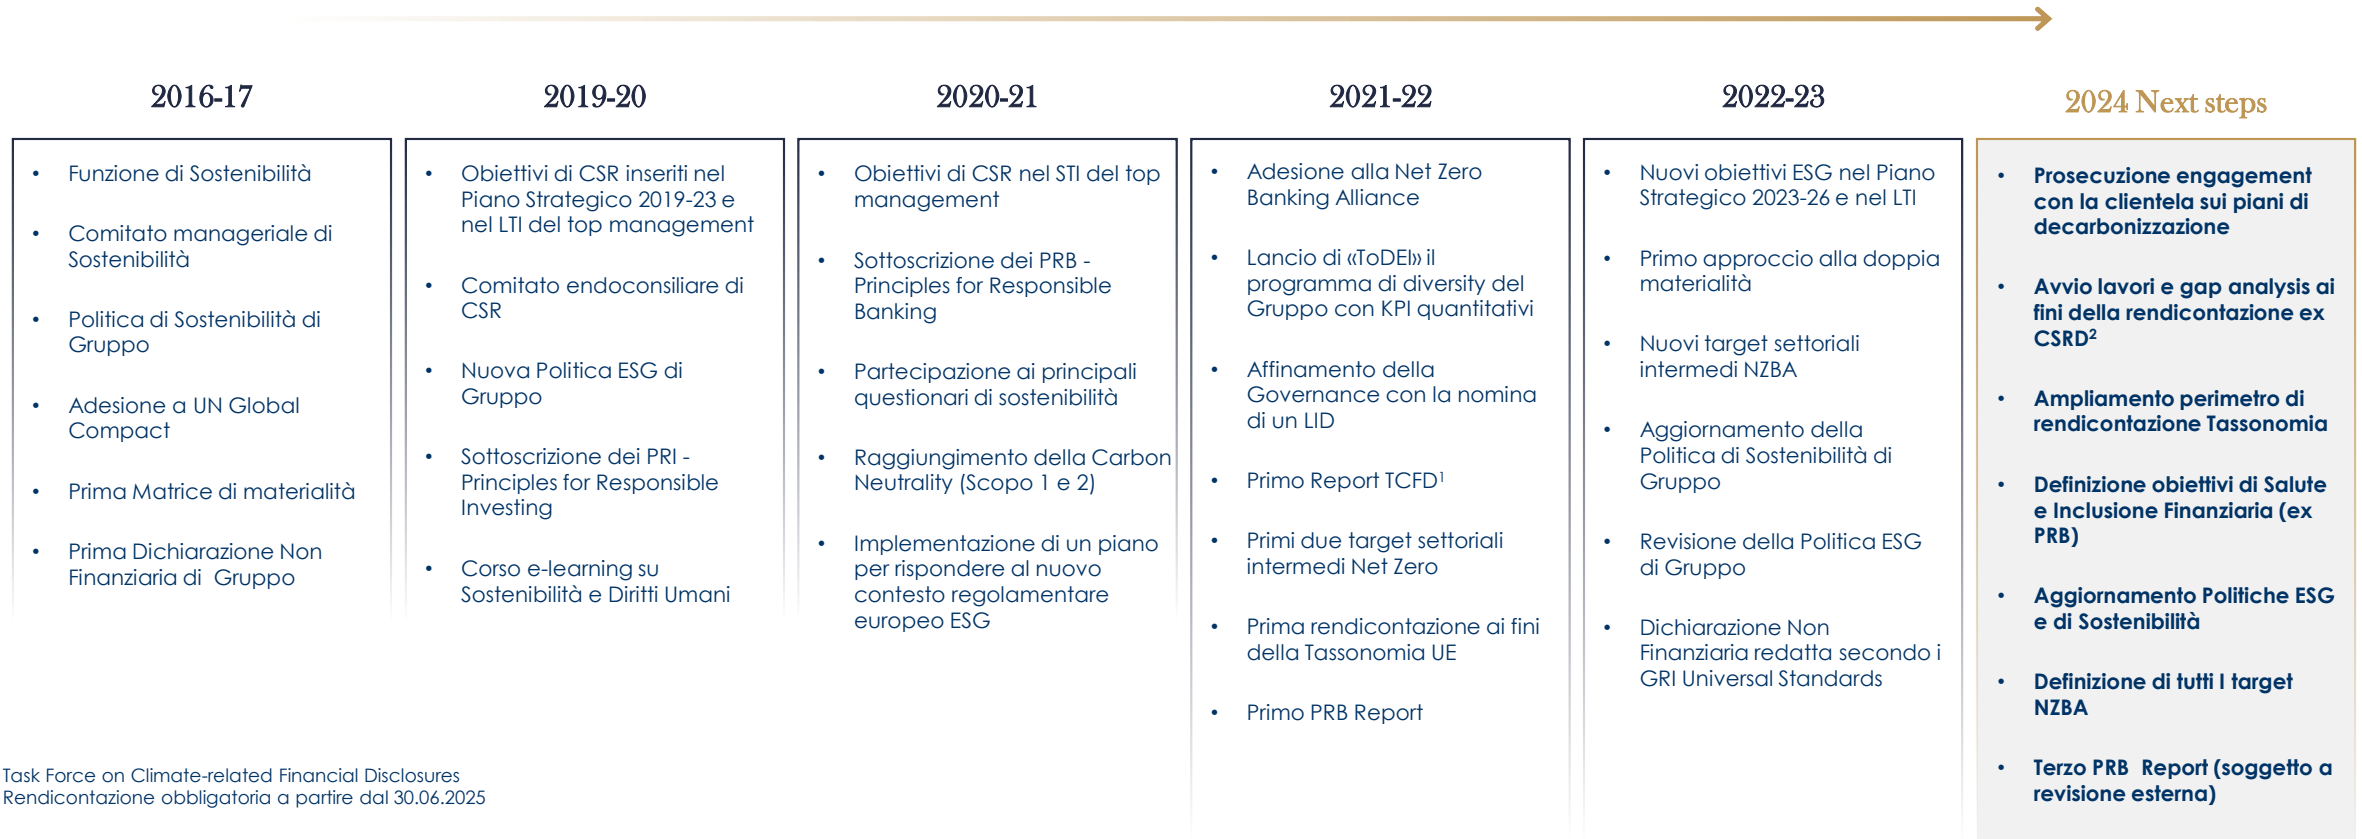 2016-17
• Funzione di Sostenibilità
• Comitato manageriale di
Sostenibilità
• Politica di Sostenibilità di
Gruppo
• Adesione a UN Global
Compact
• Prima Matrice di materialità
• Prima Dichiarazione Non
Finanziaria di Gruppo
2019-20
• Obiettivi di CSR inseriti nel
Piano Strategico 2019-23 e
nel LTI del top management
• Comitato endoconsiliare di
CSR
• Nuova Politica ESG di
Gruppo
• Sottoscrizione dei PRI -
Principles for Responsible
Investing
• Corso e-learning su
Sostenibilità e Diritti Umani
2020-21
• Obiettivi di CSR nel STI del top
management
• Sottoscrizione dei PRB -
Principles for Responsible
Banking
• Partecipazione ai principali
questionari di sostenibilità
• Raggiungimento della Carbon
Neutrality (Scopo 1 e 2)
• Implementazione di un piano
per rispondere al nuovo
contesto regolamentare
europeo ESG
2021-22
• Adesione alla Net Zero
Banking Alliance
• Lancio di «ToDEI» il
programma di diversity del
Gruppo con KPI quantitativi
• Affinamento della
Governance con la nomina
di un LID
• Primo Report TCFD¹
• Primi due target settoriali
intermedi Net Zero
• Prima rendicontazione ai fini
della Tassonomia UE
• Primo PRB Report
2022-23
• Nuovi obiettivi ESG nel Piano
Strategico 2023-26 e nel LTI
• Primo approccio alla doppia
materialità
• Nuovi target settoriali
intermedi NZBA
• Aggiornamento della
Politica di Sostenibilità di
Gruppo
• Revisione della Politica ESG
di Gruppo
• Dichiarazione Non
Finanziaria redatta secondo i
GRI Universal Standards
2024 Next steps
• Prosecuzione engagement
con la clientela sui piani di
decarbonizzazione
• Avvio lavori e gap analysis ai
fini della rendicontazione ex
CSRD²
• Ampliamento perimetro di
rendicontazione Tassonomia
• Definizione obiettivi di Salute
e Inclusione Finanziaria (ex
PRB)
• Aggiornamento Politiche ESG
e di Sostenibilità
• Definizione di tutti I target
NZBA
• Terzo PRB Report (soggetto a
revisione esterna)
Task Force on Climate-related Financial Disclosures
Rendicontazione obbligatoria a partire dal 30.06.2025